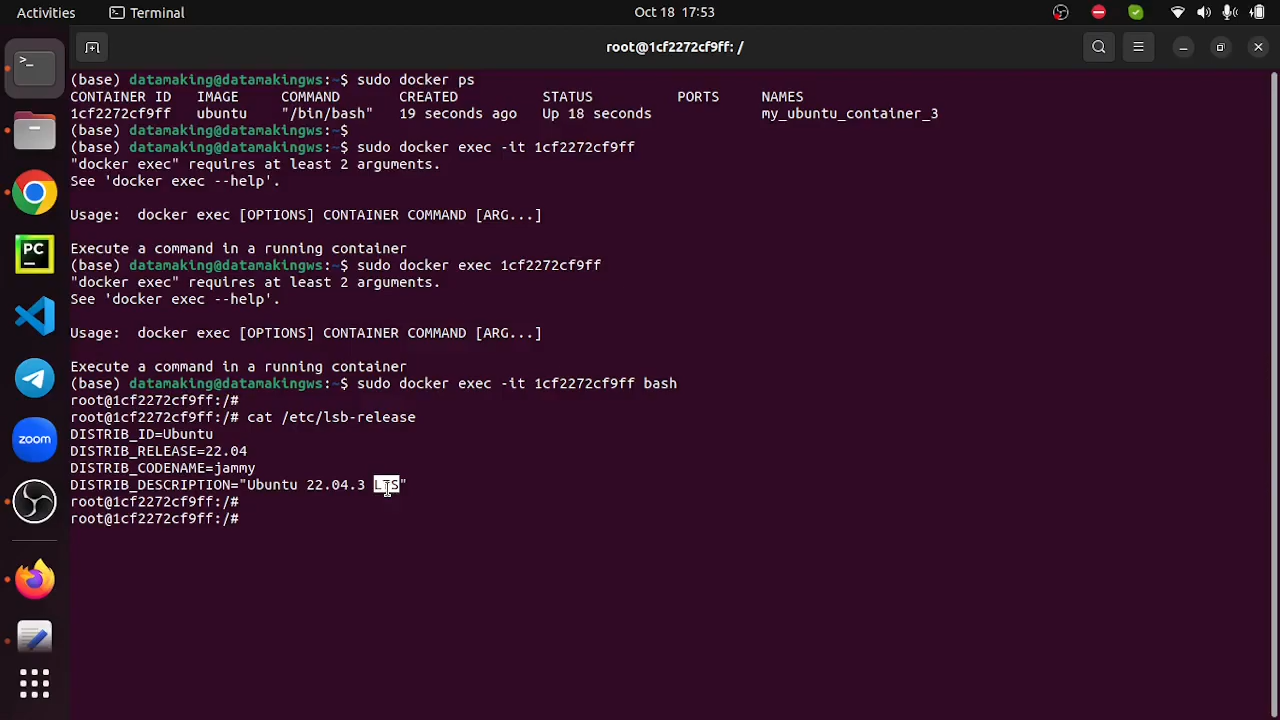 Activities Terminal Oct 18 17:53
root@1cf2272cf9ff: /
(base) datamaking@datamakingws:~$ sudo docker ps
CONTAINER ID IMAGE COMMAND CREATED STATUS PORTS NAMES
1cf2272cf9ff ubuntu "/bin/bash" 19 seconds ago Up 18 seconds my_ubuntu_container_3
(base) datamaking@datamakingws:~$
(base) datamaking@datamakingws:~$ sudo docker exec -it 1cf2272cf9ff
"docker exec" requires at least 2 arguments.
See 'docker exec --help'.
Usage: docker exec [OPTIONS] CONTAINER COMMAND [ARG...]
Execute a command in a running container
(base) datamaking@datamakingws:~$ sudo docker exec 1cf2272cf9ff
"docker exec" requires at least 2 arguments.
See 'docker exec --help'.
Usage: docker exec [OPTIONS] CONTAINER COMMAND [ARG...]
Execute a command in a running container
(base) datamaking@datamakingws:~$ sudo docker exec -it 1cf2272cf9ff bash
root@1cf2272cf9ff:/#
root@1cf2272cf9ff:/# cat /etc/lsb-release
DISTRIB_ID=Ubuntu
DISTRIB_RELEASE=22.04
DISTRIB_CODENAME=jammy
DISTRIB_DESCRIPTION="Ubuntu 22.04.3 LTS"
root@1cf2272cf9ff:/#
root@1cf2272cf9ff:/#
PC
zoom